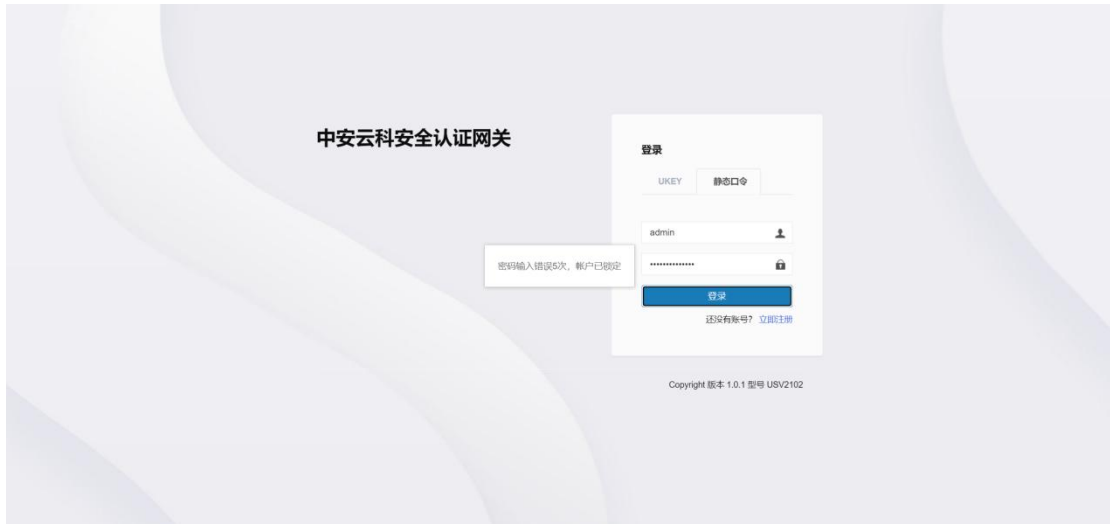 中安云科安全认证网关
登录
UKEY 静态口令
admin
密码输入错误5次，帐户已锁定
••••••••••••••
登录
还没有账号？ 立即注册
Copyright 版本 1.0.1 型号 USV2102